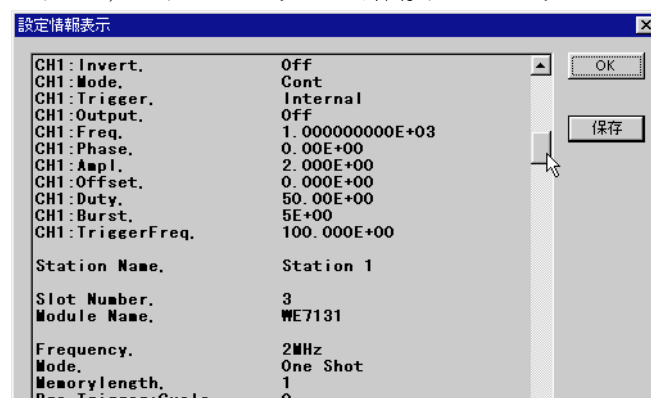 設定情報表示
CH1:Invert, Off
CH1:Mode, Cont
CH1:Trigger, Internal
CH1:Output, Off
CH1:Freq, 1.000000000E+03
CH1:Phase, 0.00E+00
CH1:Ampl, 2.000E+00
CH1:Offset, 0.000E+00
CH1:Duty, 50.00E+00
CH1:Burst, 5E+00
CH1:TriggerFreq, 100.000E+00
Station Name, Station 1
Slot Number, 3
Module Name, WE7131
Frequency, 2MHz
Mode, One Shot
Memorylength, 1
OK
保存